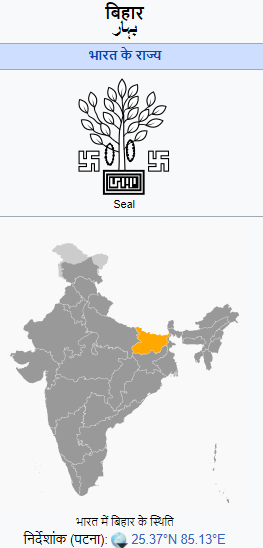 बिहार
بہار
भारत के राज्य
Seal
भारत में बिहार के स्थिति
निर्देशांक (पटना): 25.37°N 85.13°E